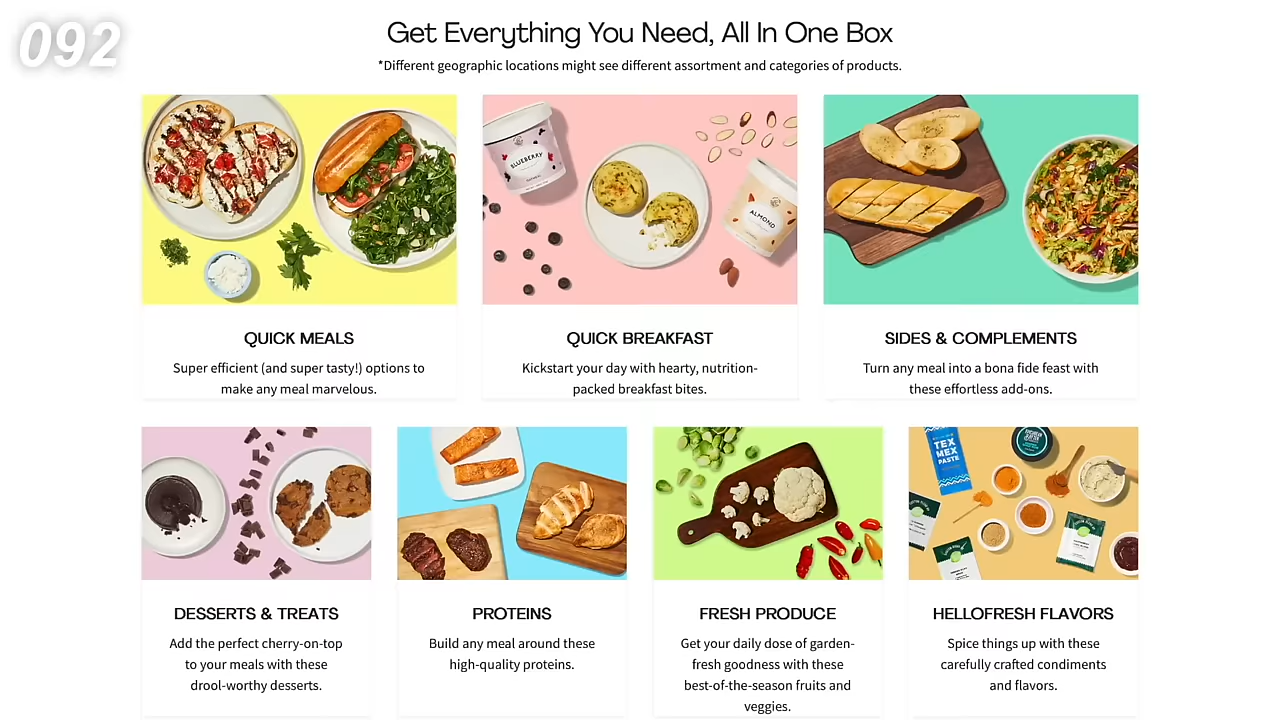 092
Get Everything You Need, All In One Box
*Different geographic locations might see different assortment and categories of products.
BLUEBERRY
ALMOND
QUICK MEALS
Super efficient (and super tasty!) options to
make any meal marvelous.
QUICK BREAKFAST
Kickstart your day with hearty, nutrition-
packed breakfast bites.
SIDES & COMPLEMENTS
Turn any meal into a bona fide feast with
these effortless add-ons.
TEX
MEX
PASTE
DESSERTS & TREATS
Add the perfect cherry-on-top
to your meals with these
drool-worthy desserts.
PROTEINS
Build any meal around these
high-quality proteins.
FRESH PRODUCE
Get your daily dose of garden-
fresh goodness with these
best-of-the-season fruits and
veggies.
HELLOFRESH FLAVORS
Spice things up with these
carefully crafted condiments
and flavors.